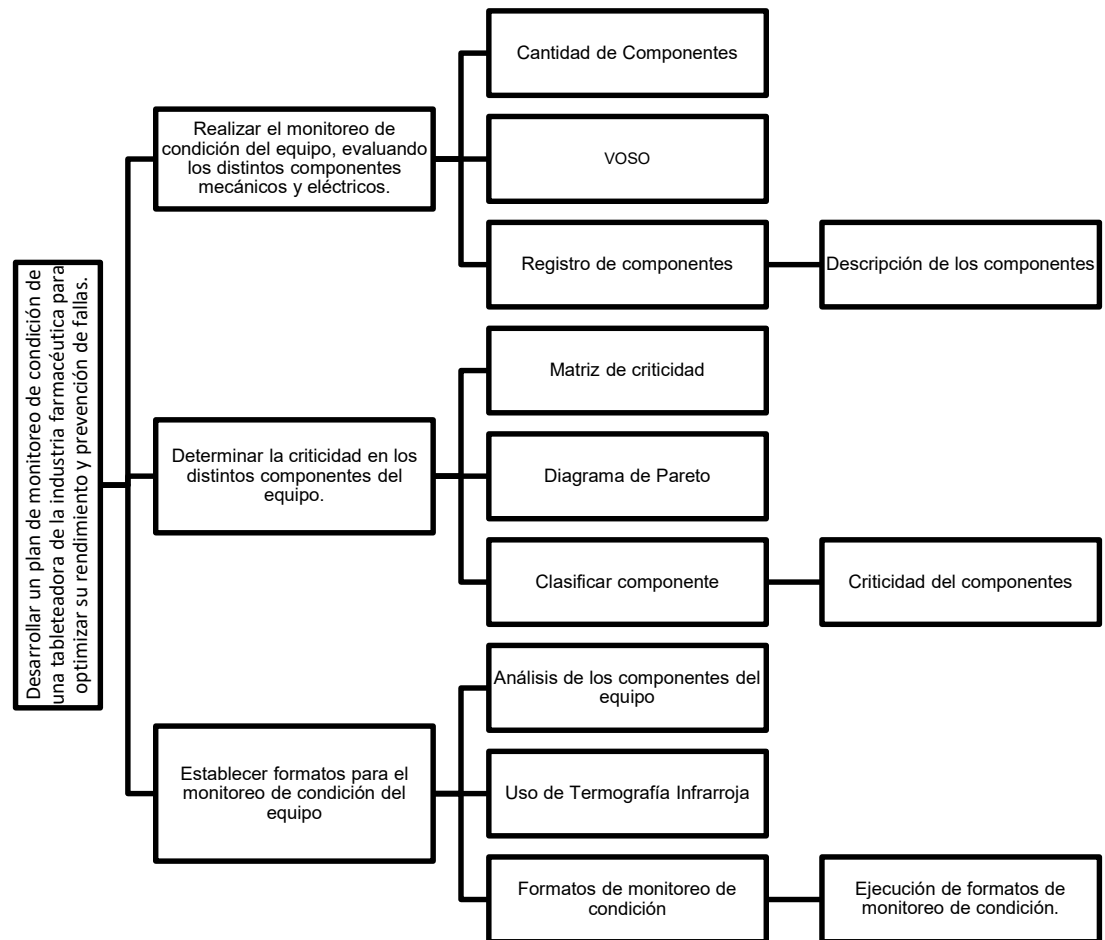 Desarrollar un plan de monitoreo de condición de
una tableteadora de la industria farmacéutica para
optimizar su rendimiento y prevención de fallas.
Realizar el monitoreo de
condición del equipo, evaluando
los distintos componentes
mecánicos y eléctricos.
Cantidad de Componentes
VOSO
Registro de componentes
Descripción de los componentes
Determinar la criticidad en los
distintos componentes del
equipo.
Matriz de criticidad
Diagrama de Pareto
Clasificar componente
Criticidad del componentes
Establecer formatos para el
monitoreo de condición del
equipo
Análisis de los componentes del
equipo
Uso de Termografía Infrarroja
Formatos de monitoreo de
condición
Ejecución de formatos de
monitoreo de condición.